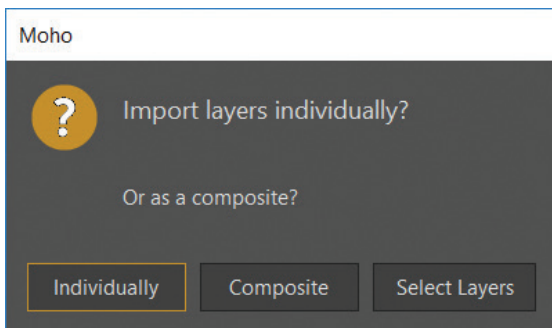 Moho
?
Import layers individually?
Or as a composite?
Individually Composite Select Layers